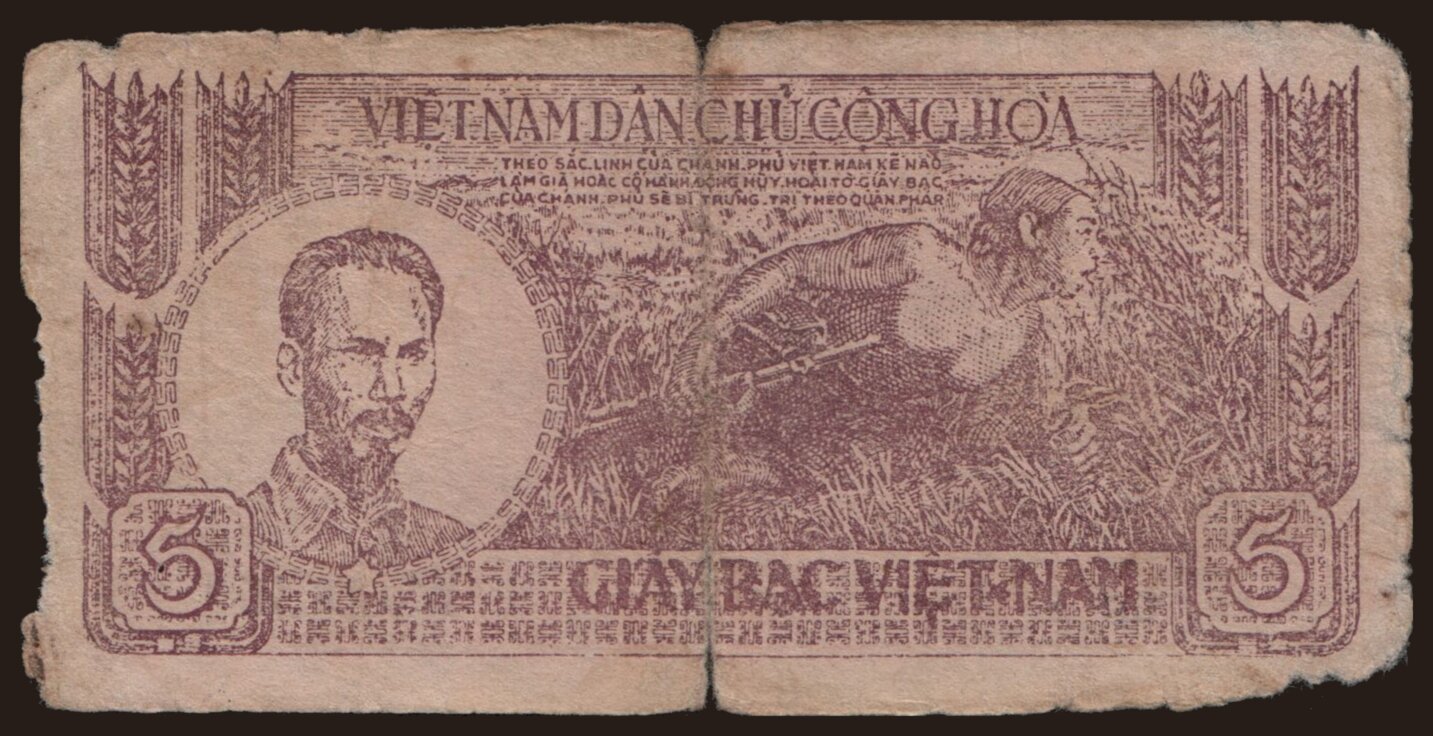 VIỆT NAM DÂN CHỦ CỘNG HÒA
THEO SẮC LỊNH CỦA CHÁNH PHỦ VIỆT NAM KẺ NÀO
LÀM GIẢ HOẶC CÓ HÀNH ĐỘNG HỦY HOẠI TỜ GIẤY BẠC
CỦA CHÁNH PHỦ SẼ BỊ TRỪNG TRỊ THEO QUÂN PHÁP
5
GIẤY BẠC VIỆT-NAM
5